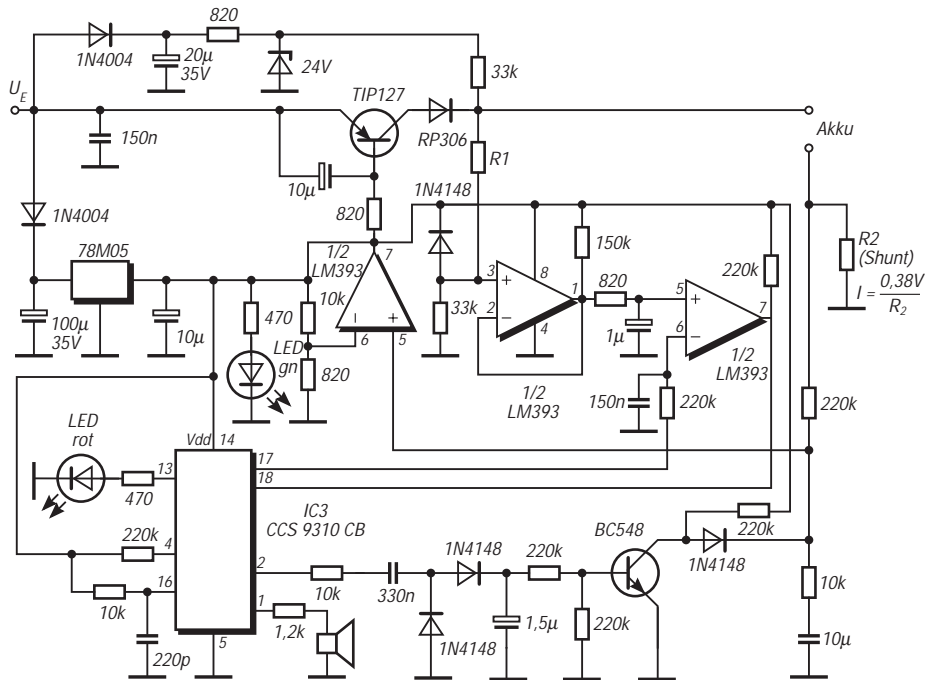 820
1N4004
20µ
35V
24V
33k
U_E
TIP127
RP306
Akku
150n
R1
10µ
1N4148
1N4004
820
78M05
1/2
LM393
7
10k
6
5
150k
3
8
2
1
4
820
1µ
220k
5
6
7
1/2
LM393
R2
(Shunt)
I = 0,38V
R₂
100µ
35V
10µ
470
LED
gn
820
33k
1/2
LM393
150n
220k
220k
LED
rot
Vdd 14
13
470
17
18
IC3
CCS 9310 CB
220k
4
10k
16
220p
2
10k
330n
1N4148
220k
BC548
220k
1N4148
1
1,2k
5
1N4148
1,5µ
220k
10k
10µ
+
−
+
−
+
−